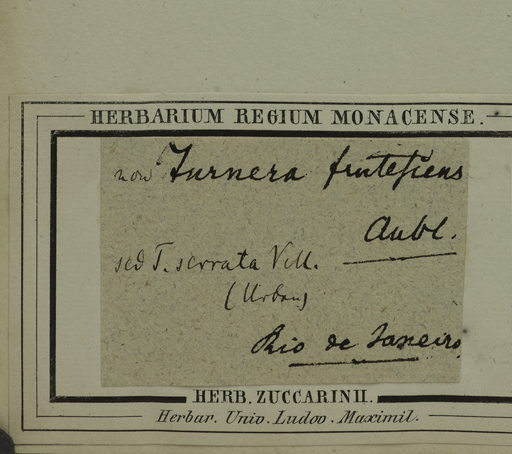 HERBARIUM REGIUM MONACENSE.
non Turnera frutescens
Aubl.
sed T. serrata Vell.
(Urban)
Rio de Janeiro
HERB. ZUCCARINII.
Herbar. Univ. Ludov. Maximil.